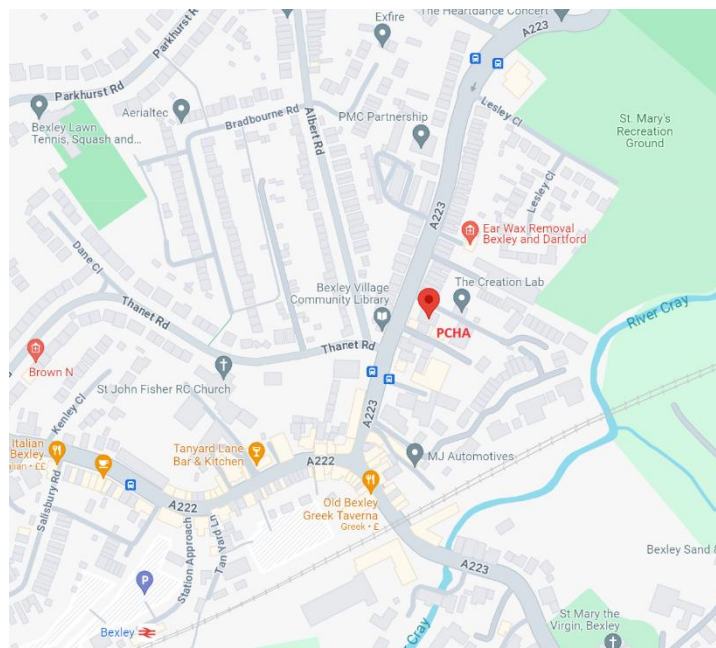 Exfire
The Heartdance Concert
A223
Parkhurst Rd
Parkhurst Rd
Aerialtec
Bexley Lawn
Tennis, Squash and...
Bradbourne Rd
Albert Rd
PMC Partnership
Lesley Cl
St. Mary's
Recreation
Ground
Lesley Cl
A223
Ear Wax Removal
Bexley and Dartford
Dane Cl
Bexley Village
Community Library
The Creation Lab
River Cray
PCHA
Thanet Rd
Thanet Rd
Brown N
St John Fisher RC Church
Kenley Cl
A223
Italian
Bexley
alian • ££
Tanyard Lane
Bar & Kitchen
A222
MJ Automotives
Salisbury Rd
A222
Old Bexley
Greek Taverna
Greek • £
Tan Yard Ln
Station Approach
A223
Bexley Sand &
P
Bexley
Cray
St Mary the
Virgin, Bexley